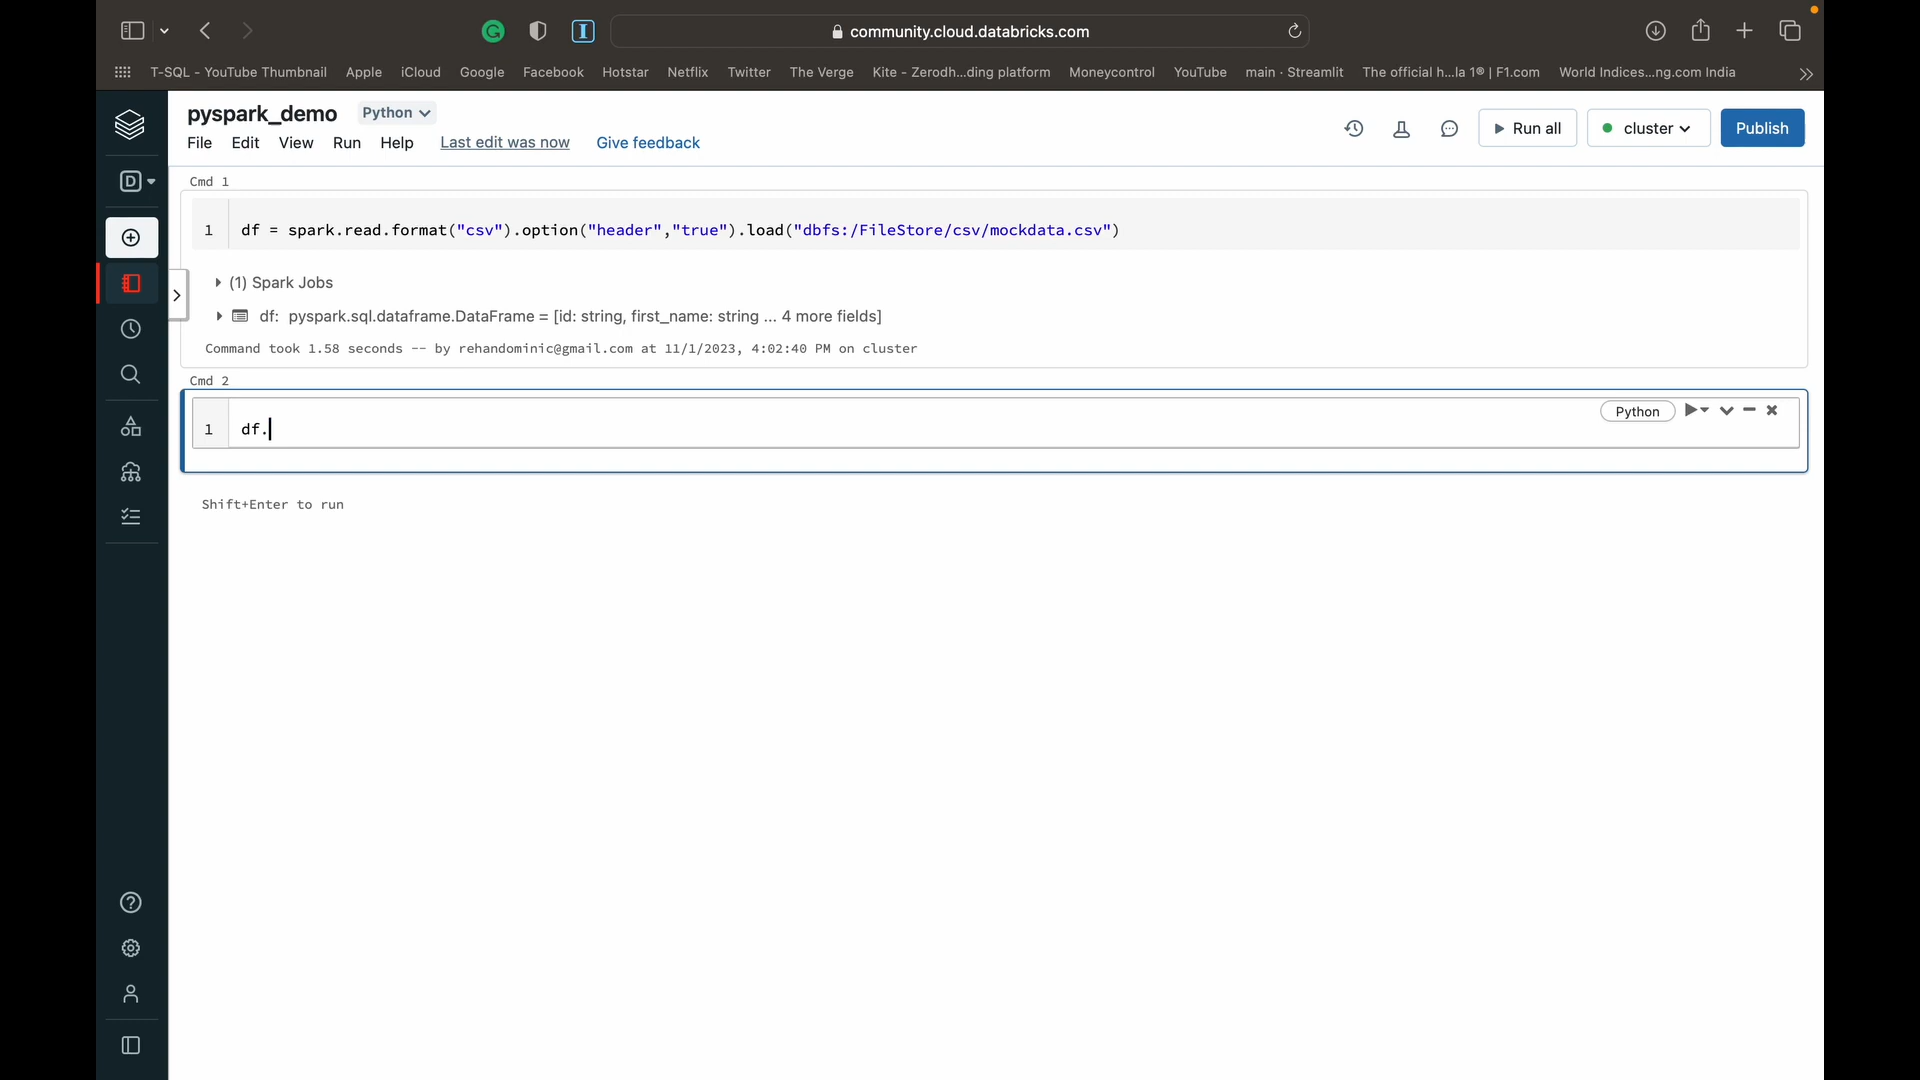 community.cloud.databricks.com
T-SQL - YouTube Thumbnail Apple iCloud Google Facebook Hotstar Netflix Twitter The Verge Kite - Zerodh...ding platform Moneycontrol YouTube main · Streamlit The official h...la 1® | F1.com World Indices...ng.com India
pyspark_demo Python
File Edit View Run Help Last edit was now Give feedback
Run all cluster Publish
D
Cmd 1
1 df = spark.read.format("csv").option("header","true").load("dbfs:/FileStore/csv/mockdata.csv")
(1) Spark Jobs
df: pyspark.sql.dataframe.DataFrame = [id: string, first_name: string ... 4 more fields]
Command took 1.58 seconds -- by rehandominic@gmail.com at 11/1/2023, 4:02:40 PM on cluster
Cmd 2
Python
1 df.
Shift+Enter to run